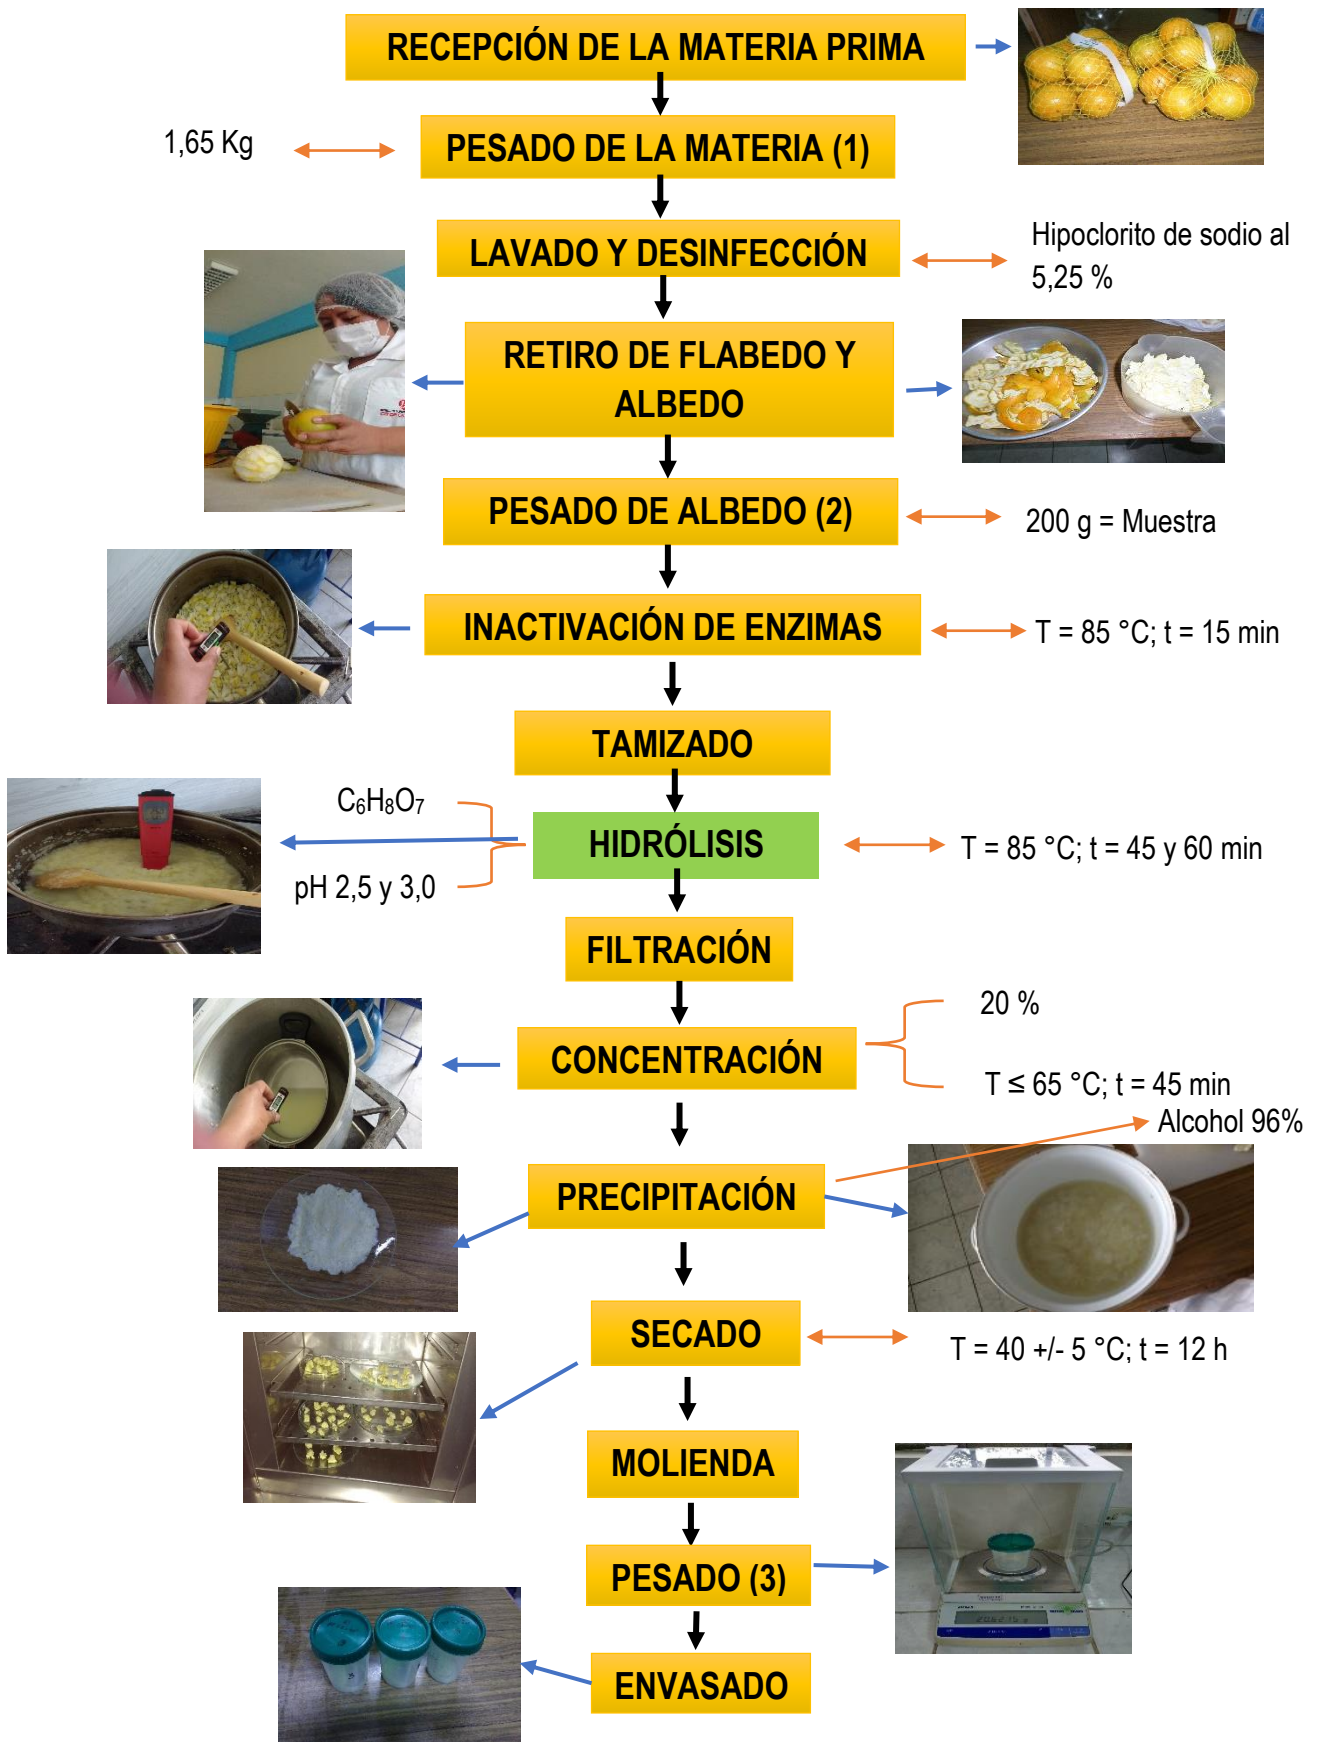 RECEPCIÓN DE LA MATERIA PRIMA
1,65 Kg
PESADO DE LA MATERIA (1)
LAVADO Y DESINFECCIÓN
Hipoclorito de sodio al
5,25 %
RETIRO DE FLABEDO Y
ALBEDO
PESADO DE ALBEDO (2)
200 g = Muestra
INACTIVACIÓN DE ENZIMAS
T = 85 °C; t = 15 min
TAMIZADO
C₆H₈O₇
HIDRÓLISIS
T = 85 °C; t = 45 y 60 min
pH 2,5 y 3,0
FILTRACIÓN
20 %
CONCENTRACIÓN
T ≤ 65 °C; t = 45 min
Alcohol 96%
PRECIPITACIÓN
SECADO
T = 40 +/- 5 °C; t = 12 h
MOLIENDA
PESADO (3)
ENVASADO